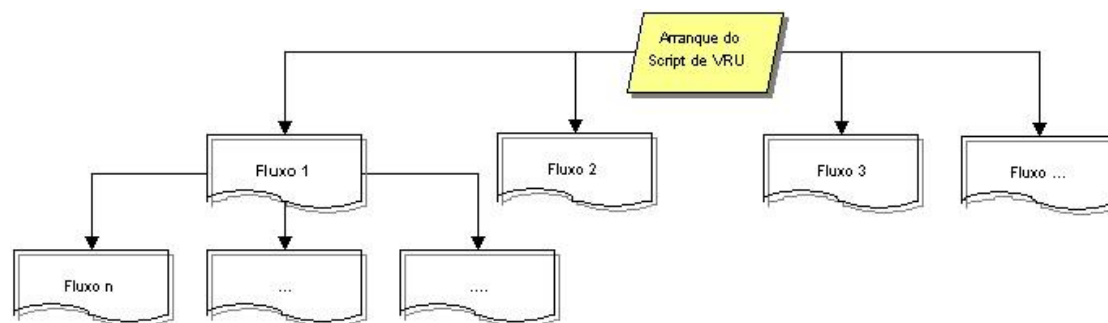 Arranque do
Script de VRU
Fluxo 1
Fluxo 2
Fluxo 3
Fluxo ...
Fluxo n
...
....